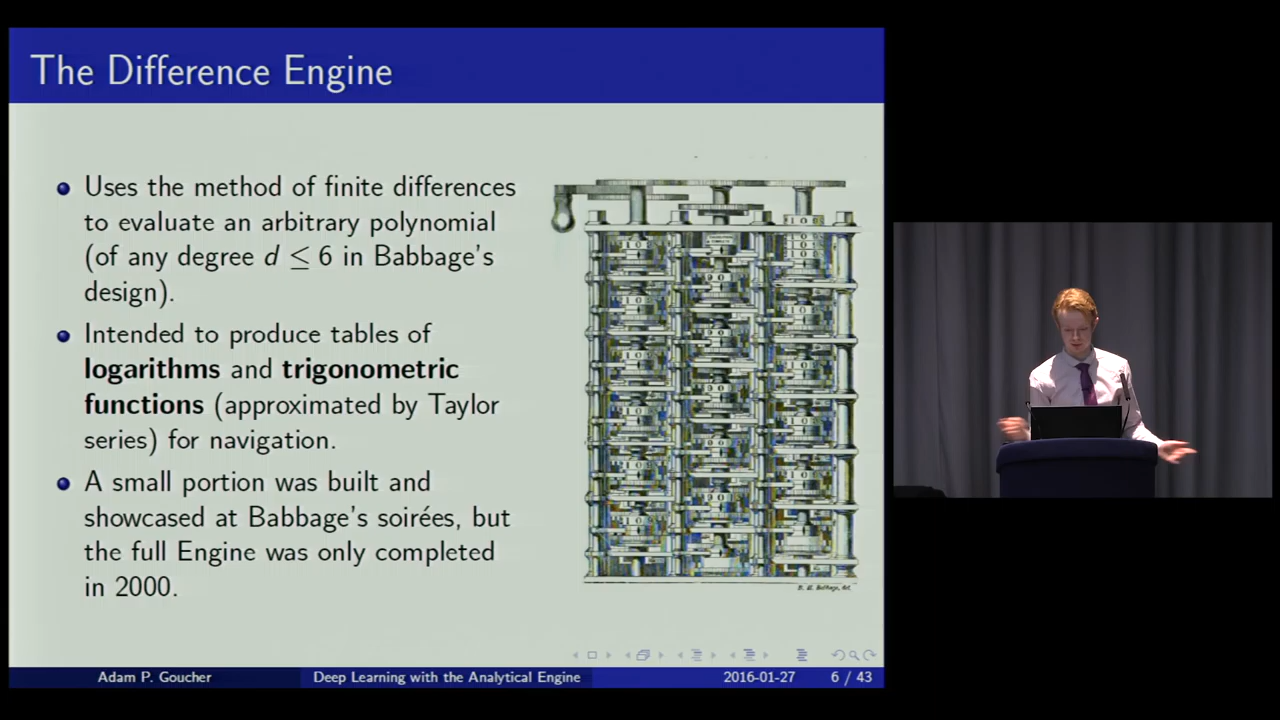 The Difference Engine
Uses the method of finite differences
to evaluate an arbitrary polynomial
(of any degree d ≤ 6 in Babbage's
design).
Intended to produce tables of
logarithms and trigonometric
functions (approximated by Taylor
series) for navigation.
A small portion was built and
showcased at Babbage's soirées, but
the full Engine was only completed
in 2000.
Adam P. Goucher
Deep Learning with the Analytical Engine
2016-01-27
6 / 43